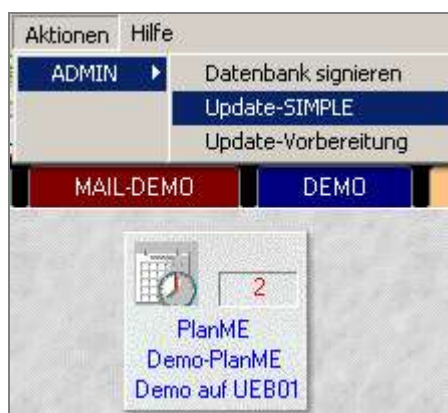 Aktionen Hilfe
ADMIN Datenbank signieren
Update-SIMPLE
Update-Vorbereitung
MAIL-DEMO DEMO
2
PlanME
Demo-PlanME
Demo auf UEB01